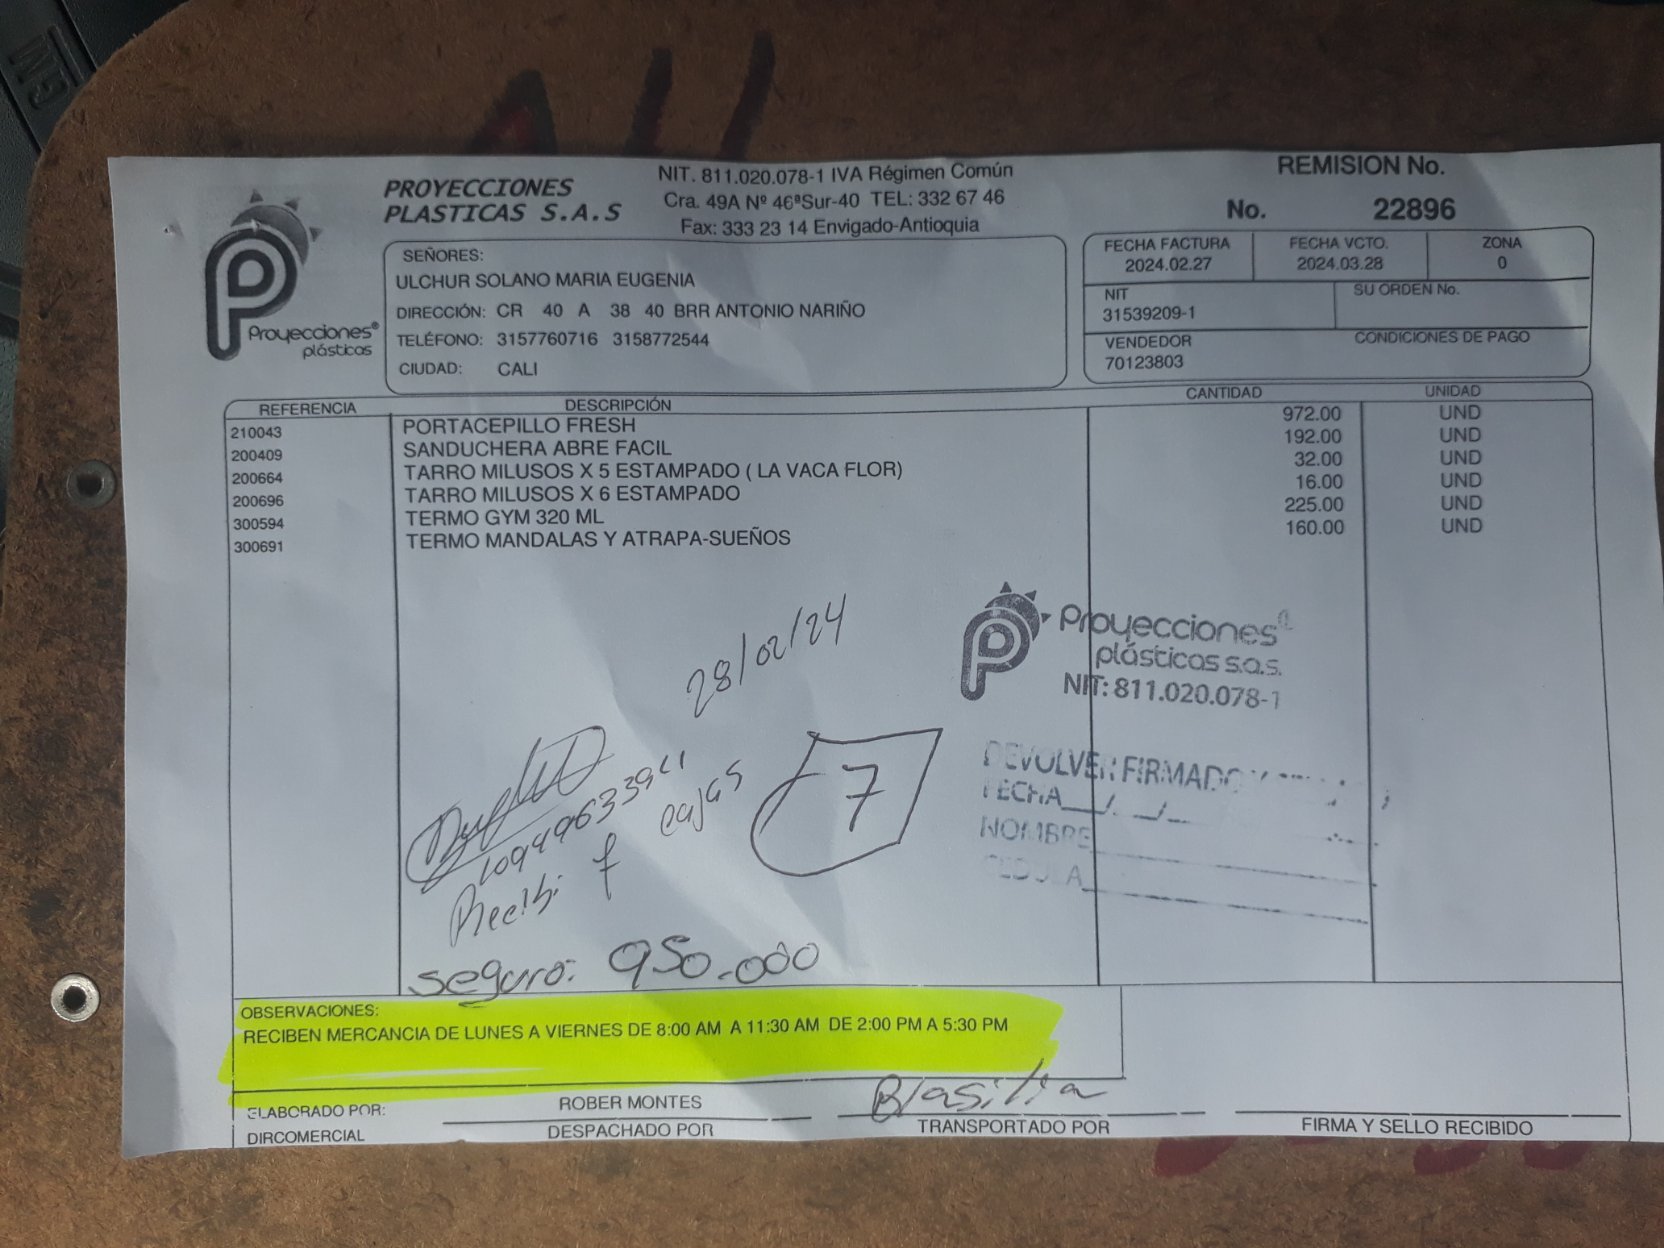 PROYECCIONES
PLASTICAS S.A.S
NIT. 811.020.078-1 IVA Régimen Común
Cra. 49A Nº 46ªSur-40 TEL: 332 67 46
Fax: 333 23 14 Envigado-Antioquia
REMISION No.
No. 22896
Proyecciones®
plásticas
SEÑORES:
ULCHUR SOLANO MARIA EUGENIA
DIRECCIÓN: CR 40 A 38 40 BRR ANTONIO NARIÑO
TELÉFONO: 3157760716 3158772544
CIUDAD: CALI
FECHA FACTURA FECHA VCTO. ZONA
2024.02.27 2024.03.28 0
NIT SU ORDEN No.
31539209-1
VENDEDOR CONDICIONES DE PAGO
70123803
REFERENCIA DESCRIPCIÓN CANTIDAD UNIDAD
210043 PORTACEPILLO FRESH 972.00 UND
200409 SANDUCHERA ABRE FACIL 192.00 UND
200664 TARRO MILUSOS X 5 ESTAMPADO ( LA VACA FLOR) 32.00 UND
200696 TARRO MILUSOS X 6 ESTAMPADO 16.00 UND
300594 TERMO GYM 320 ML 225.00 UND
300691 TERMO MANDALAS Y ATRAPA-SUEÑOS 160.00 UND
Proyecciones
plásticas s.a.s.
NIT: 811.020.078-1
28/02/24
DEVOLVER FIRMADO Y
FECHA
NOMBRE
CEDULA
Recibi 7 cajas
7
seguro: 950.000
OBSERVACIONES:
RECIBEN MERCANCIA DE LUNES A VIERNES DE 8:00 AM A 11:30 AM DE 2:00 PM A 5:30 PM
ELABORADO POR:
DIRCOMERCIAL
ROBER MONTES
DESPACHADO POR
Brasilia
TRANSPORTADO POR
FIRMA Y SELLO RECIBIDO
GM